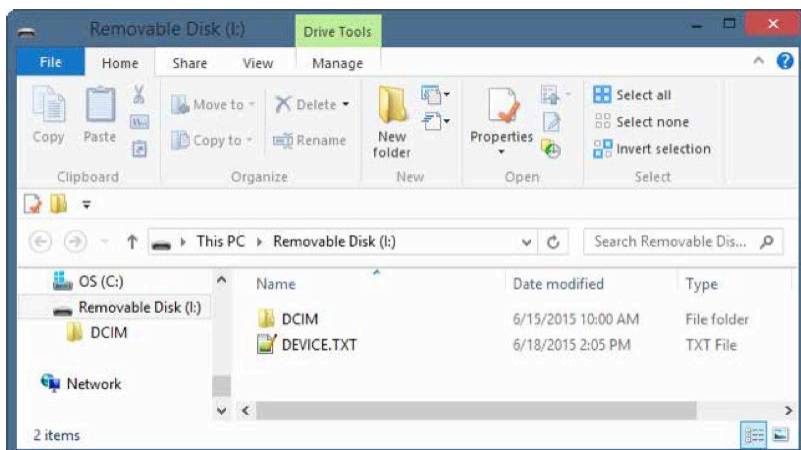 Removable Disk (I:) Drive Tools
File Home Share View Manage
Copy Paste Move to Copy to Delete Rename New folder Properties Select all Select none Invert selection
Clipboard Organize New Open Select
This PC Removable Disk (I:) Search Removable Dis...
OS (C:)
Removable Disk (I:)
DCIM
Network
Name Date modified Type
DCIM 6/15/2015 10:00 AM File folder
DEVICE.TXT 6/18/2015 2:05 PM TXT File
2 items